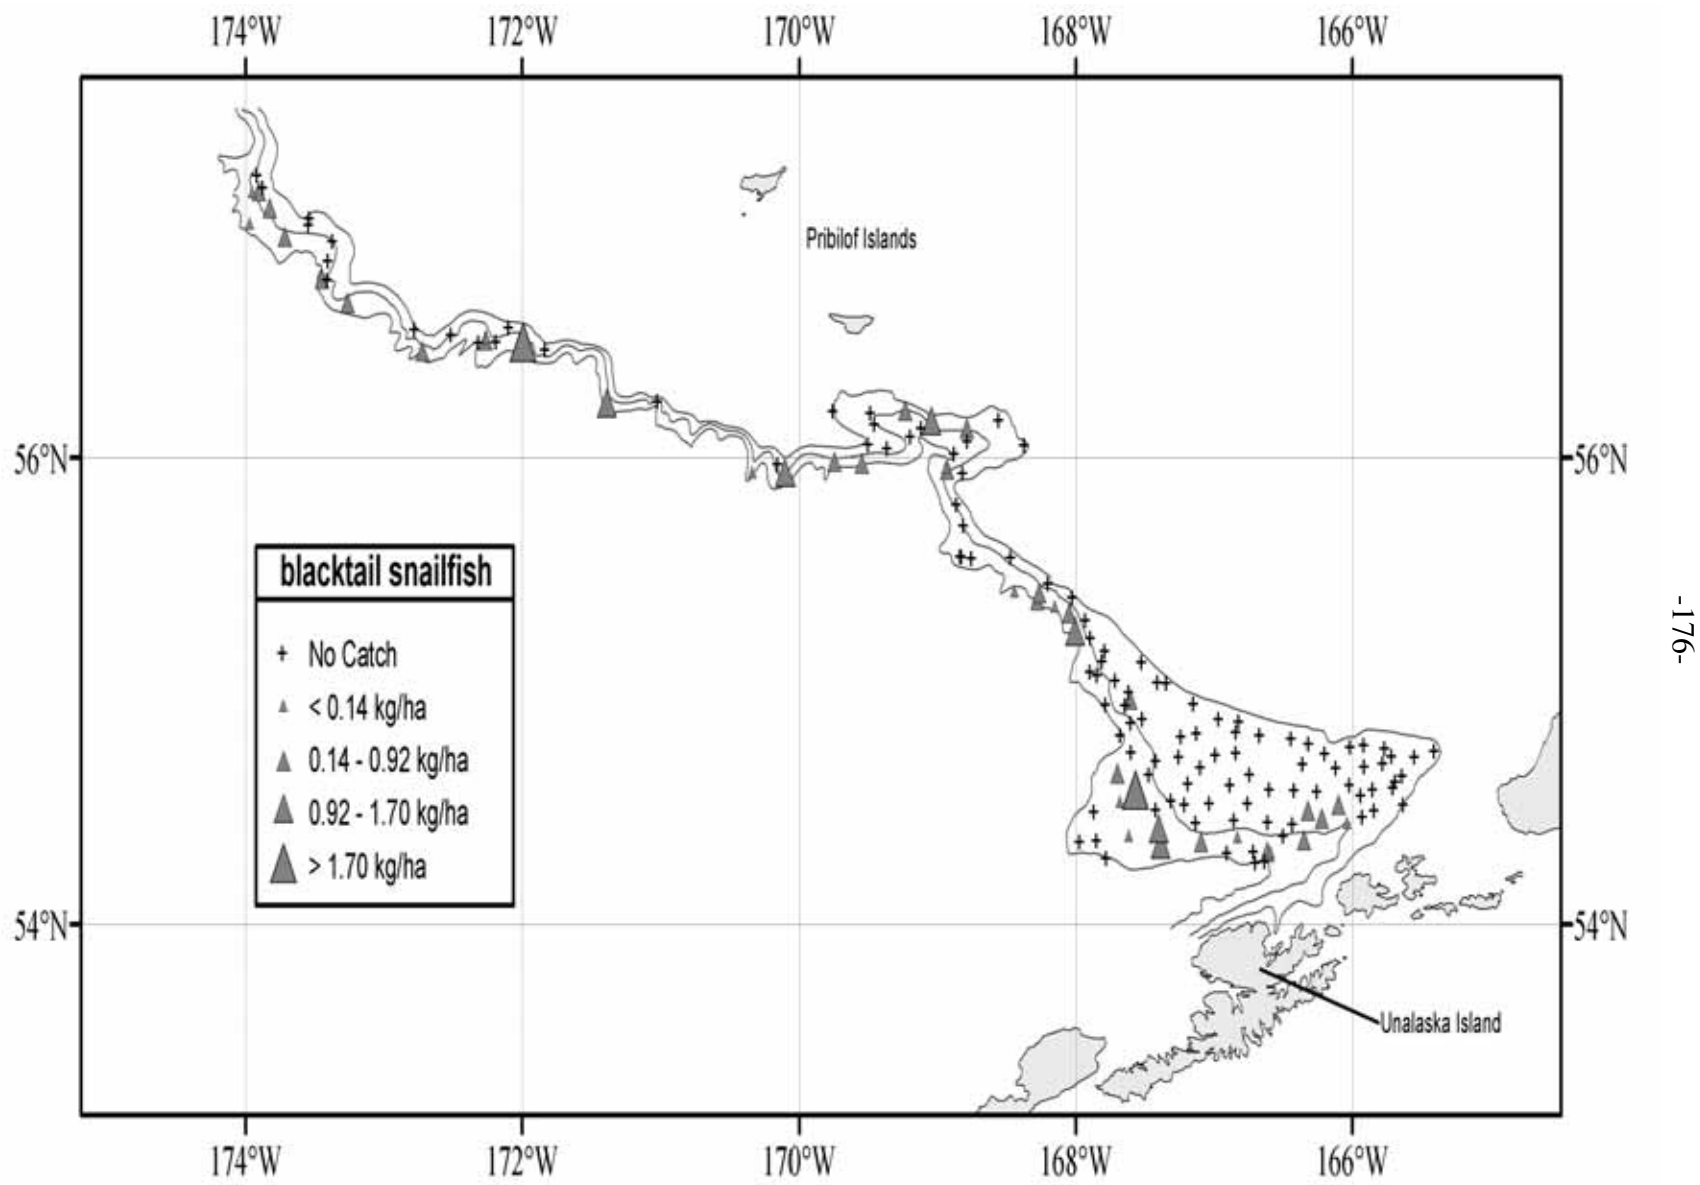 174°W 172°W 170°W 168°W 166°W
Pribilof Islands
56°N 56°N
blacktail snailfish
No Catch
< 0.14 kg/ha
0.14 - 0.92 kg/ha
0.92 - 1.70 kg/ha
> 1.70 kg/ha
54°N 54°N
Unalaska Island
174°W 172°W 170°W 168°W 166°W
-176-